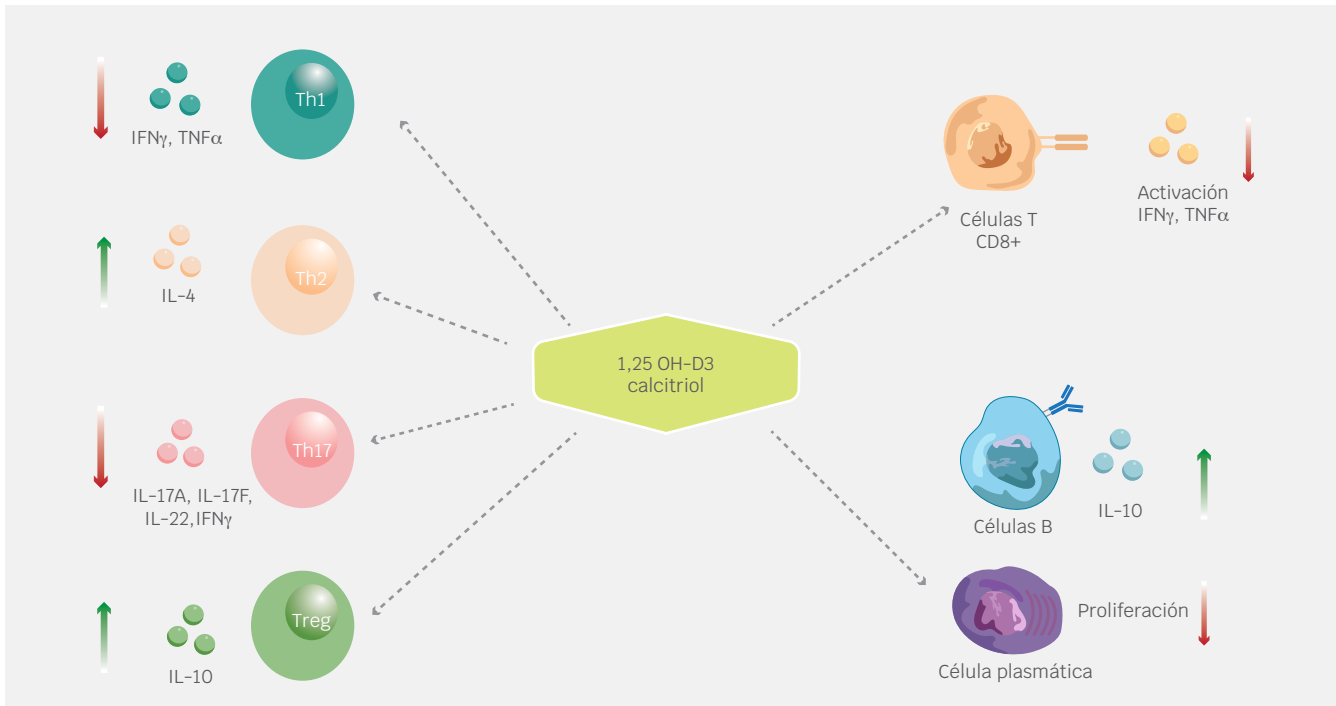 Th1
IFNγ, TNFα
Th2
IL-4
Th17
IL-17A, IL-17F,
IL-22,IFNγ
Treg
IL-10
1,25 OH-D3
calcitriol
Células T
CD8+
Activación
IFNγ, TNFα
Células B
IL-10
Proliferación
Célula plasmática